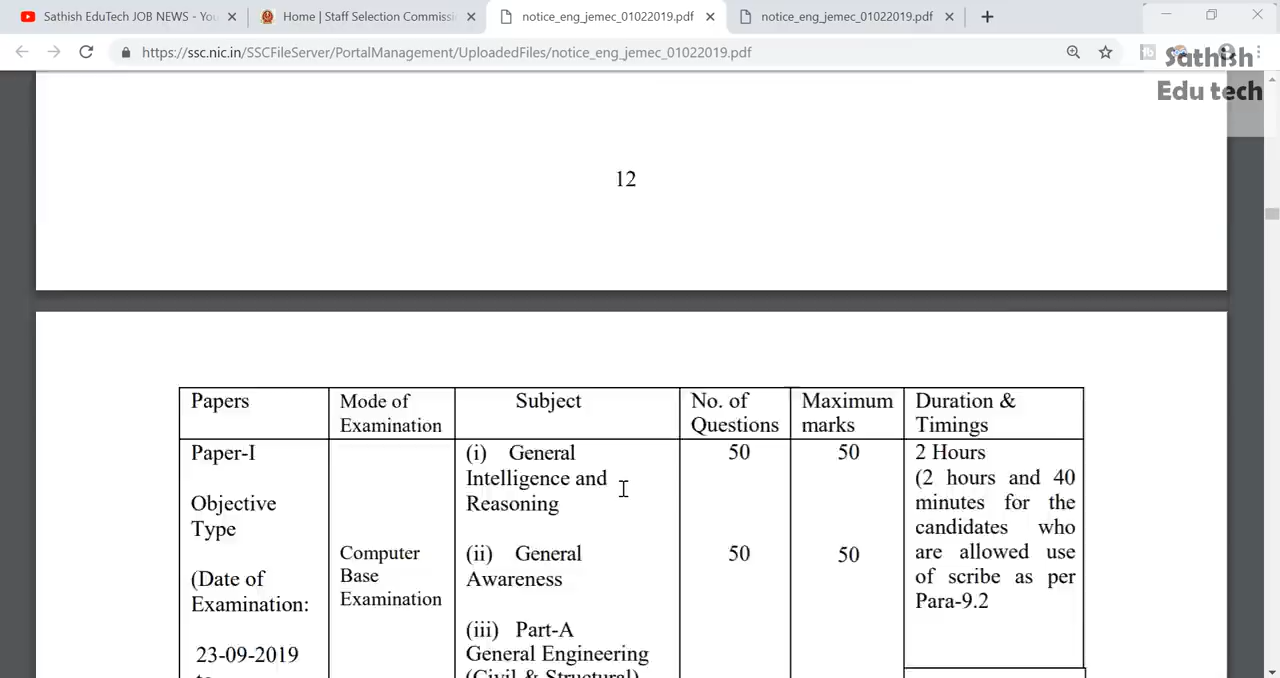 Sathish EduTech JOB NEWS - You
Home | Staff Selection Commissi
notice_eng_jemec_01022019.pdf
notice_eng_jemec_01022019.pdf
https://ssc.nic.in/SSCFileServer/PortalManagement/UploadedFiles/notice_eng_jemec_01022019.pdf
Sathish
Edu tech
12
Papers
Mode of
Examination
Subject
No. of
Questions
Maximum
marks
Duration &
Timings
Paper-I
Objective
Type
(Date of
Examination:
23-09-2019
to
Computer
Base
Examination
(i) General
Intelligence and
Reasoning
(ii) General
Awareness
(iii) Part-A
General Engineering
(Civil & Structural)
50
50
50
50
2 Hours
(2 hours and 40
minutes for the
candidates who
are allowed use
of scribe as per
Para-9.2